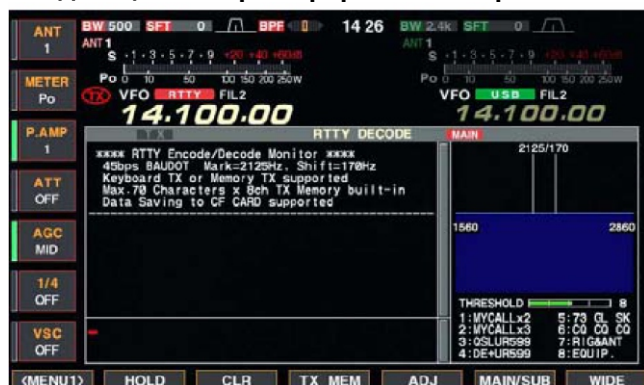 ANT 1
BW 500 SFT 0 BPF 14 26 BW 2.4k SFT 0
ANT 1 ANT 1
S 1 3 5 7 9 +20 +40 +60dB S 1 3 5 7 9 +20 +40 +60dB
METER Po
Po 0 10 50 100 150 200 250W Po 0 10 50 100 150 200 250W
TX VFO RTTY FIL2 VFO USB FIL2
14.100.00 14.100.00
P.AMP 1
TX RTTY DECODE MAIN
**** RTTY Encode/Decode Monitor ****
45bps BAUDOT Mark=2125Hz. Shift=170Hz
Keyboard TX or Memory TX supported
Max.70 Characters x 8ch TX Memory built-in
Data Saving to CF CARD supported
2125/170
ATT OFF
AGC MID
1560 2860
1/4 OFF
VSC OFF
THRESHOLD 8
1:MYCALLx2 5:73 GL SK
2:MYCALLx3 6:CQ CQ CQ
3:QSLUR599 7:RIG&ANT
4:DE+UR599 8:EQUIP.
<MENU1> HOLD CLR TX MEM ADJ MAIN/SUB WIDE